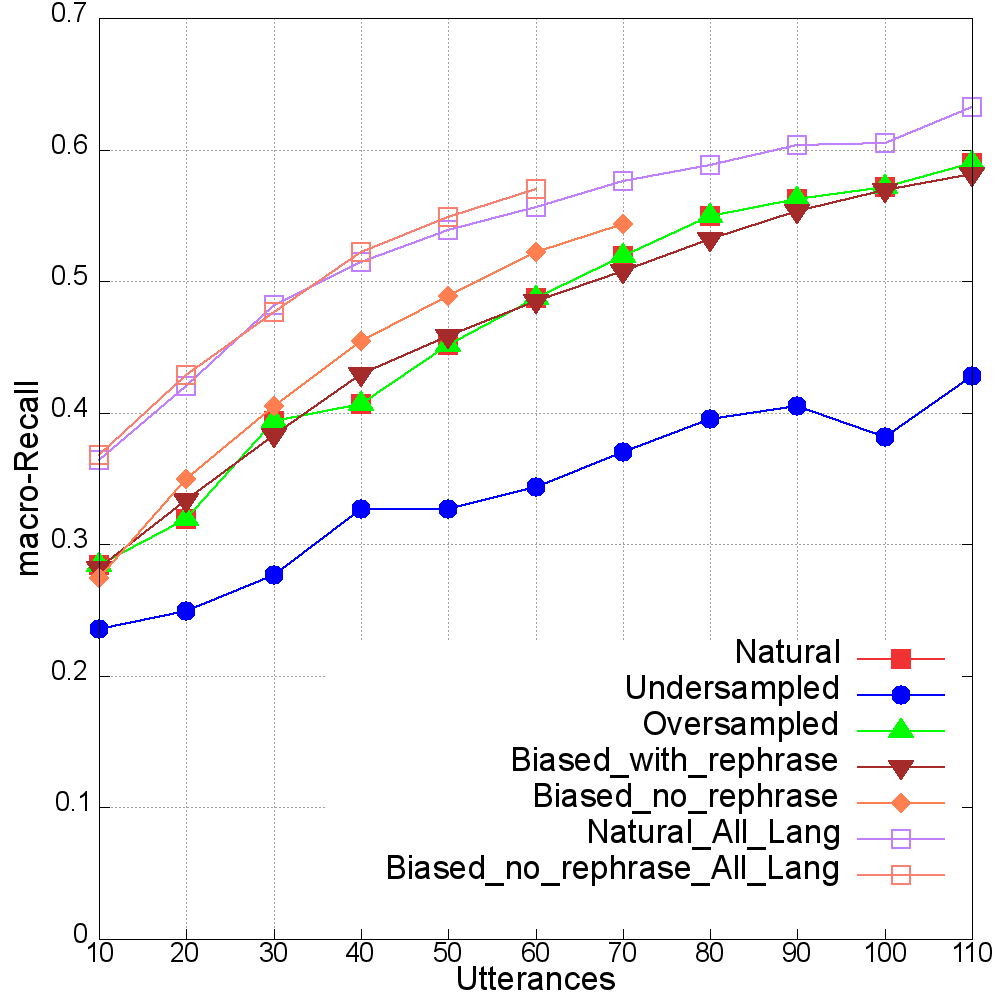 0.7
0.6
0.5
0.4
0.3
0.2
0.1
0
macro-Recall
Natural
Undersampled
Oversampled
Biased_with_rephrase
Biased_no_rephrase
Natural_All_Lang
Biased_no_rephrase_All_Lang
10 20 30 40 50 60 70 80 90 100 110
Utterances